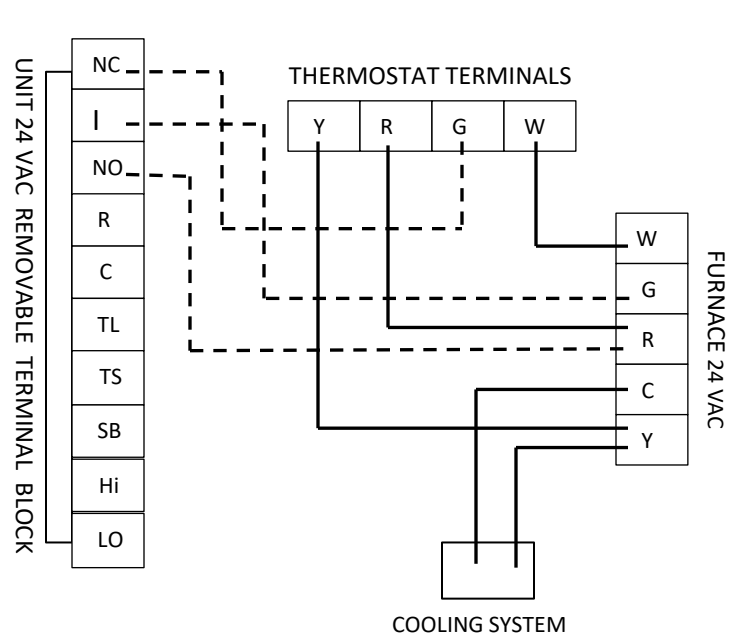 UNIT 24 VAC REMOVABLE TERMINAL BLOCK
NC
I
NO
R
C
TL
TS
SB
Hi
LO
THERMOSTAT TERMINALS
Y R G W
W
G
R
C
Y
FURNACE 24 VAC
COOLING SYSTEM